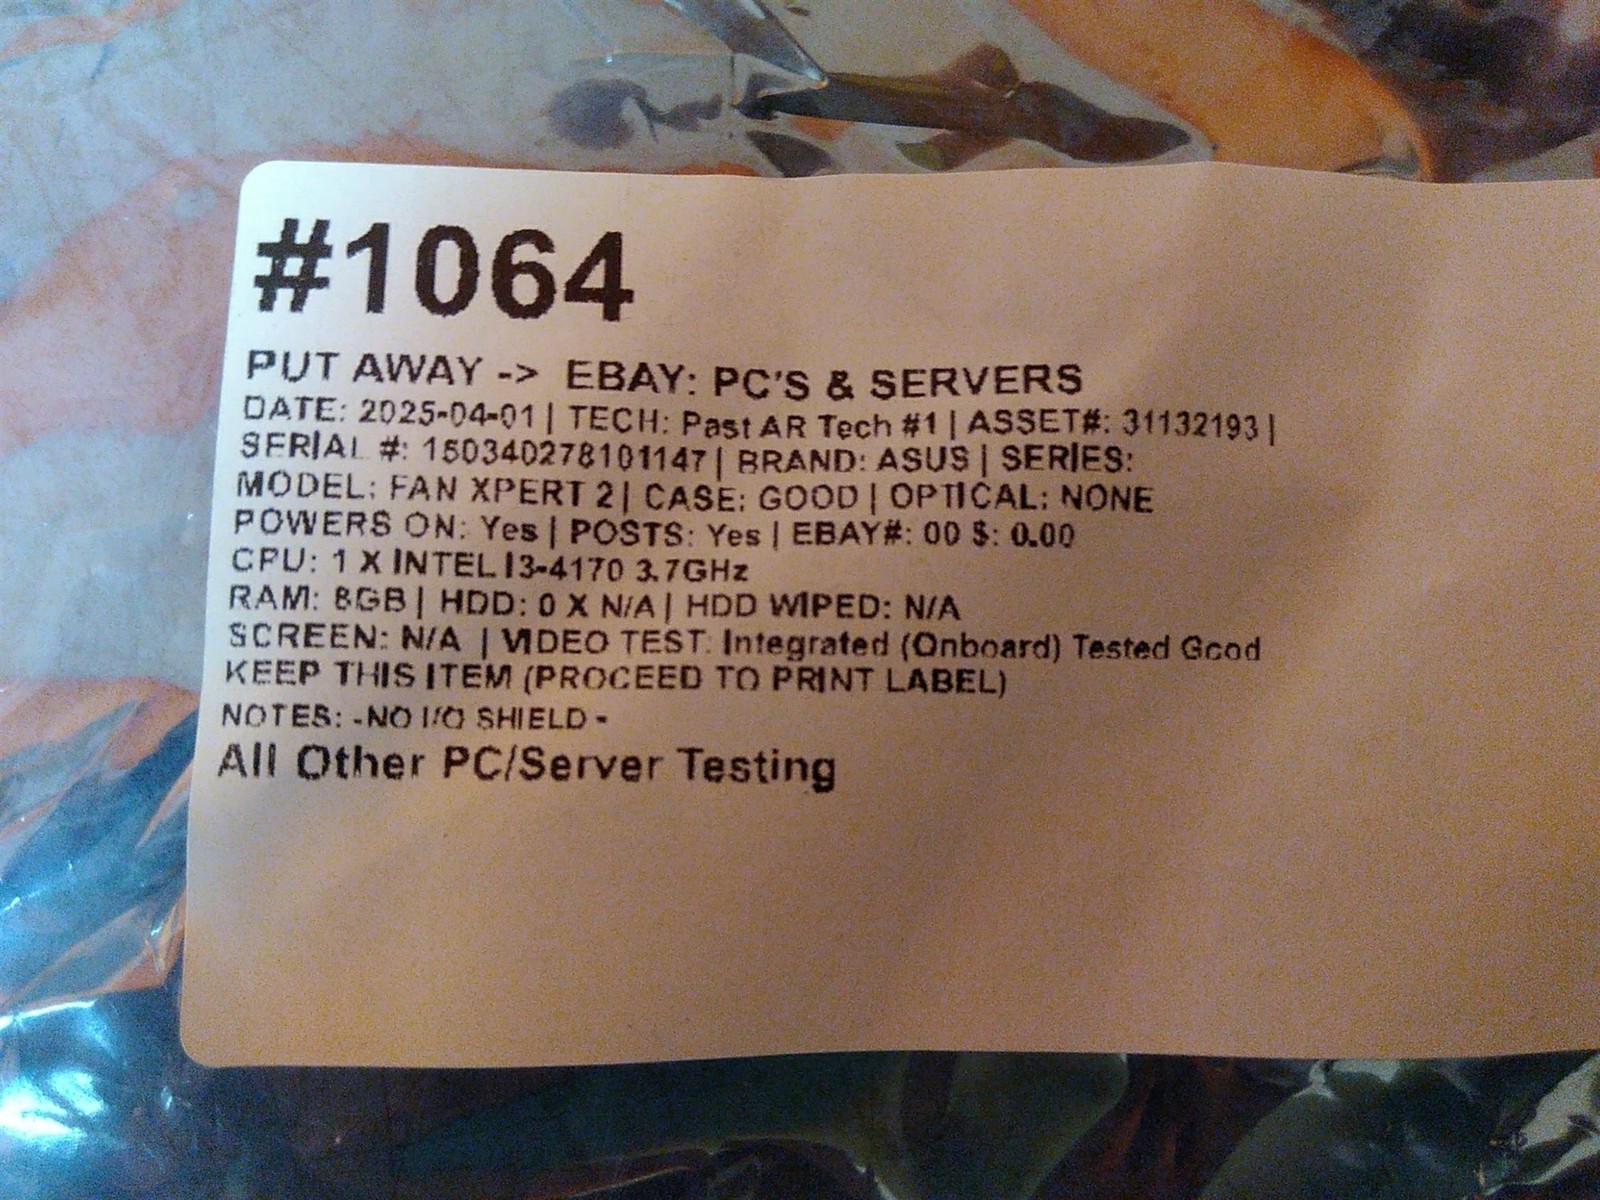 #1064
PUT AWAY -> EBAY: PC'S & SERVERS
DATE: 2025-04-01 | TECH: Past AR Tech #1 | ASSET#: 31132193 |
SERIAL #: 150340278101147 | BRAND: ASUS | SERIES:
MODEL: FAN XPERT 2 | CASE: GOOD | OPTICAL: NONE
POWERS ON: Yes | POSTS: Yes | EBAY#: 00 $: 0.00
CPU: 1 X INTEL I3-4170 3.7GHz
RAM: 8GB | HDD: 0 X N/A | HDD WIPED: N/A
SCREEN: N/A | VIDEO TEST: Integrated (Onboard) Tested Good
KEEP THIS ITEM (PROCEED TO PRINT LABEL)
NOTES: -NO I/O SHIELD -
All Other PC/Server Testing